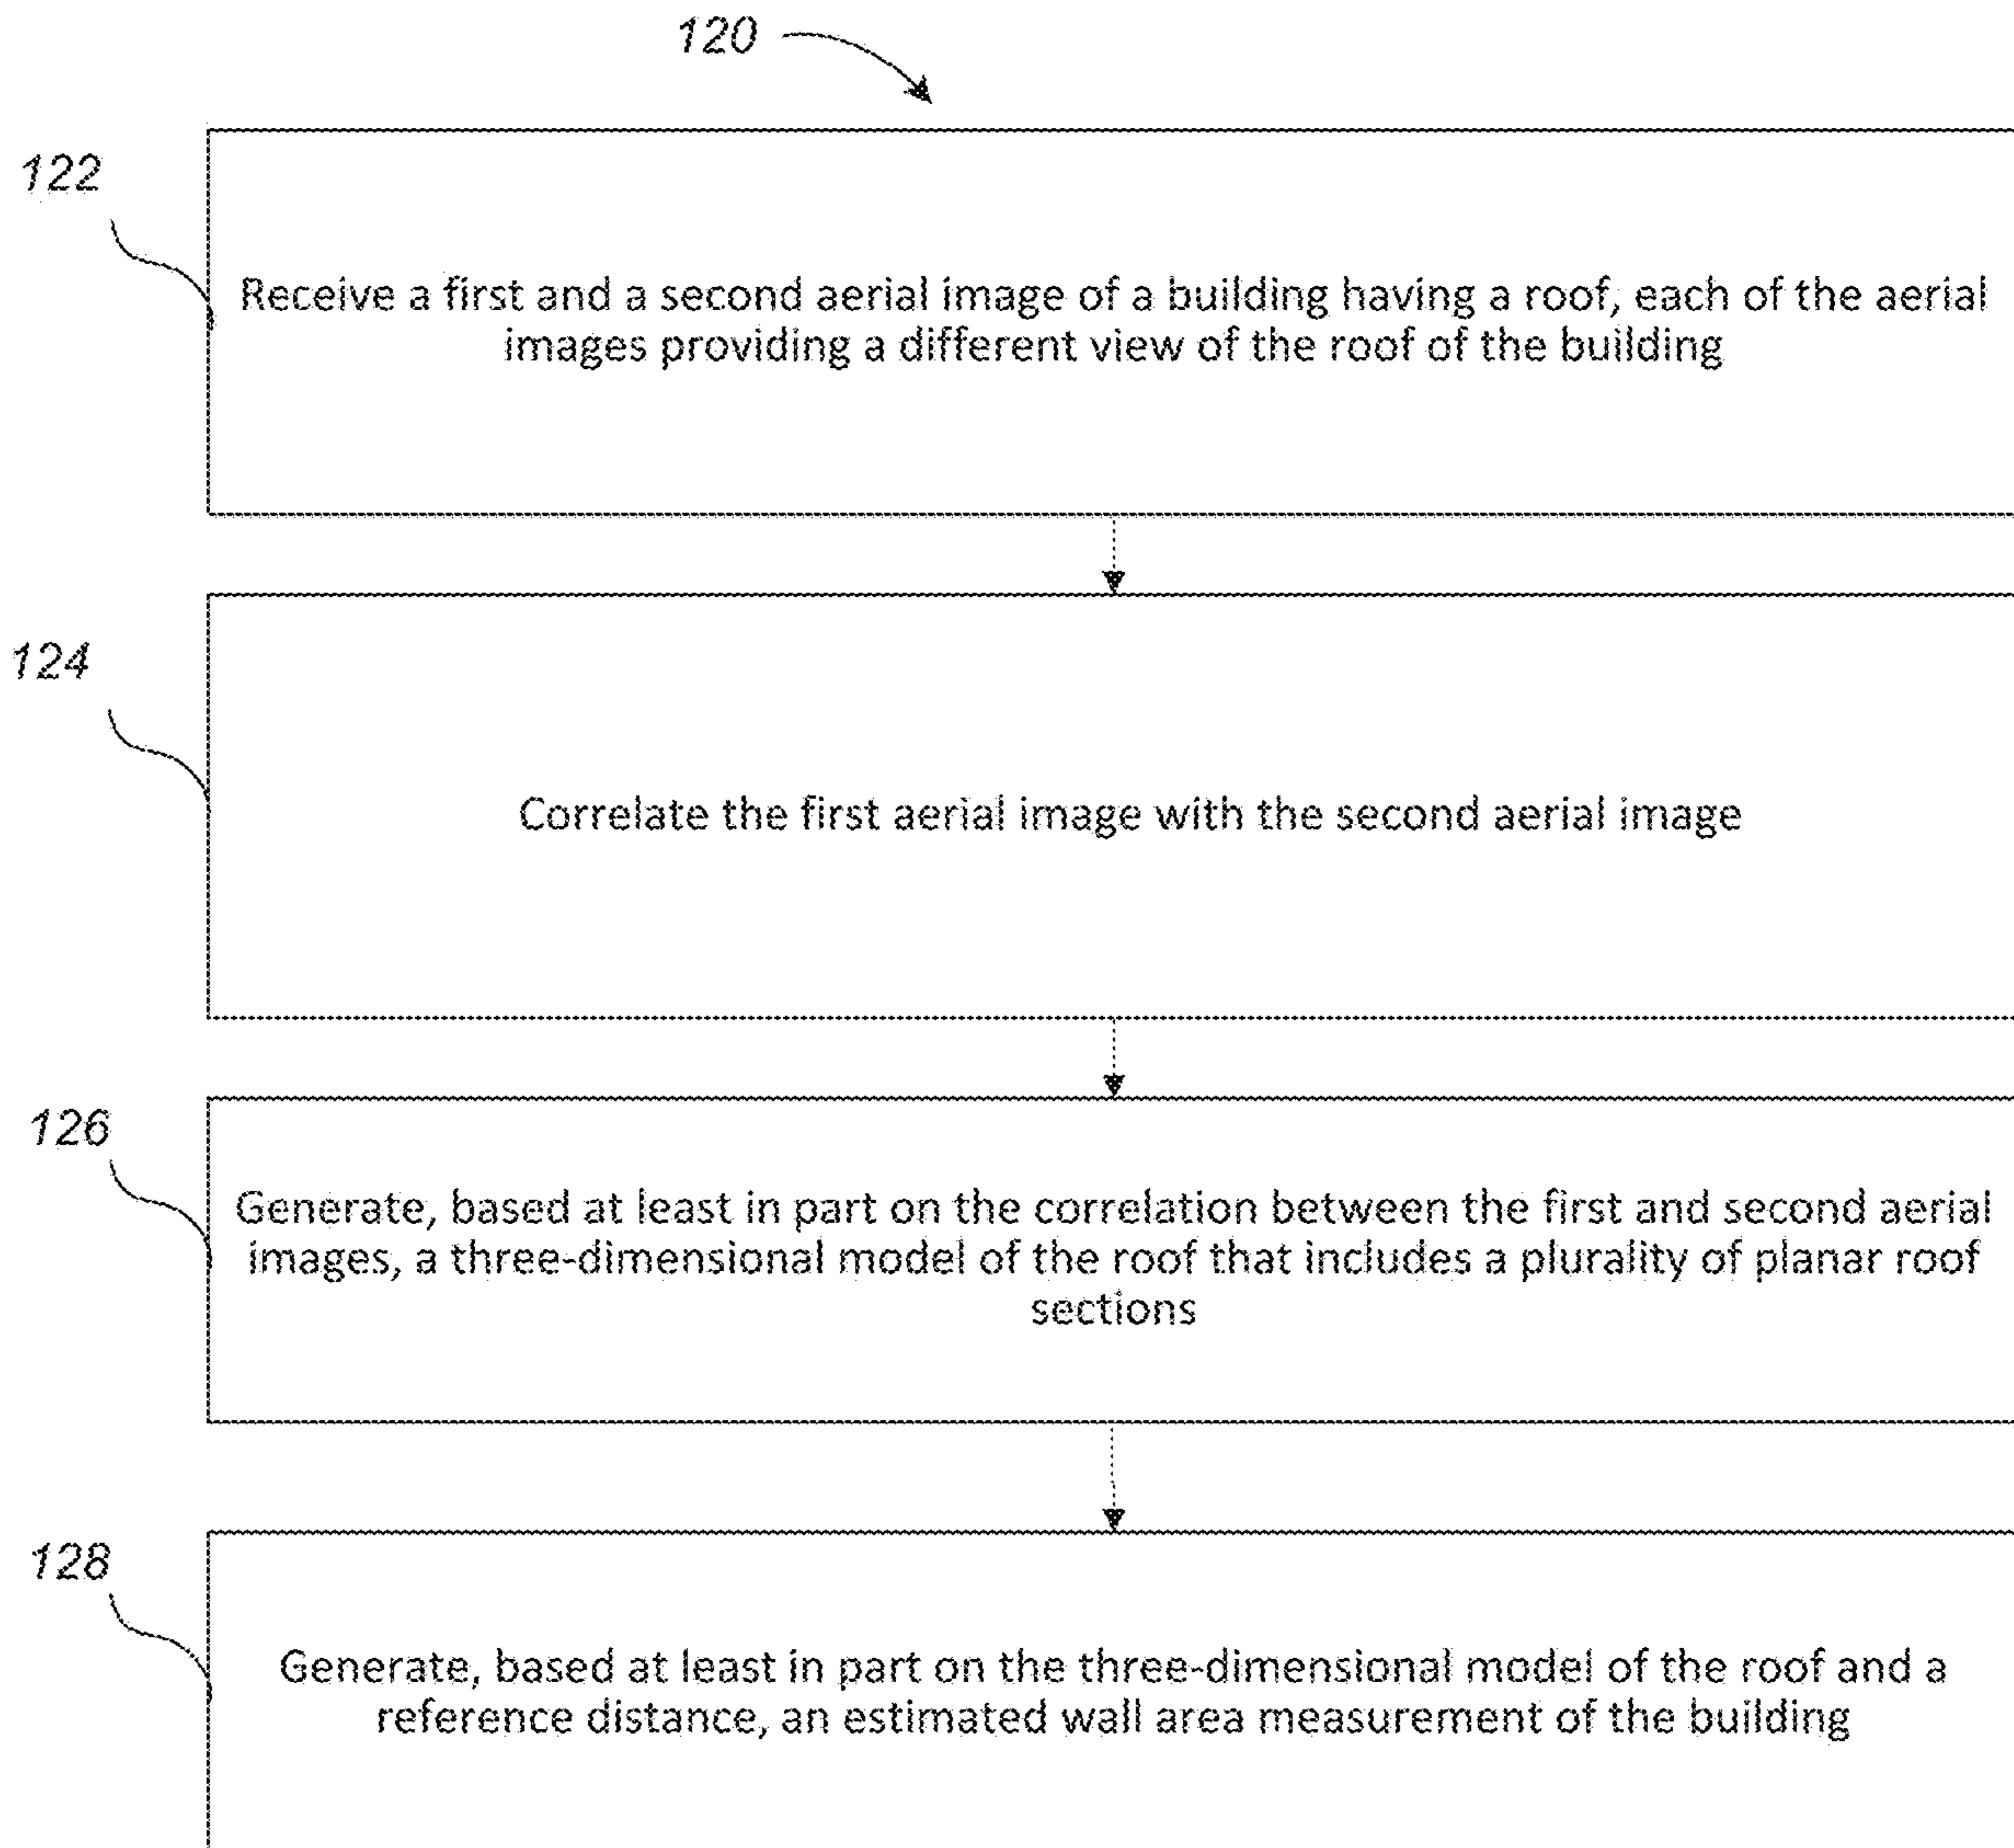 120
122
Receive a first and a second aerial image of a building having a roof, each of the aerial
images providing a different view of the roof of the building
124
Correlate the first aerial image with the second aerial image
126
Generate, based at least in part on the correlation between the first and second aerial
images, a three-dimensional model of the roof that includes a plurality of planar roof
sections
128
Generate, based at least in part on the three-dimensional model of the roof and a
reference distance, an estimated wall area measurement of the building